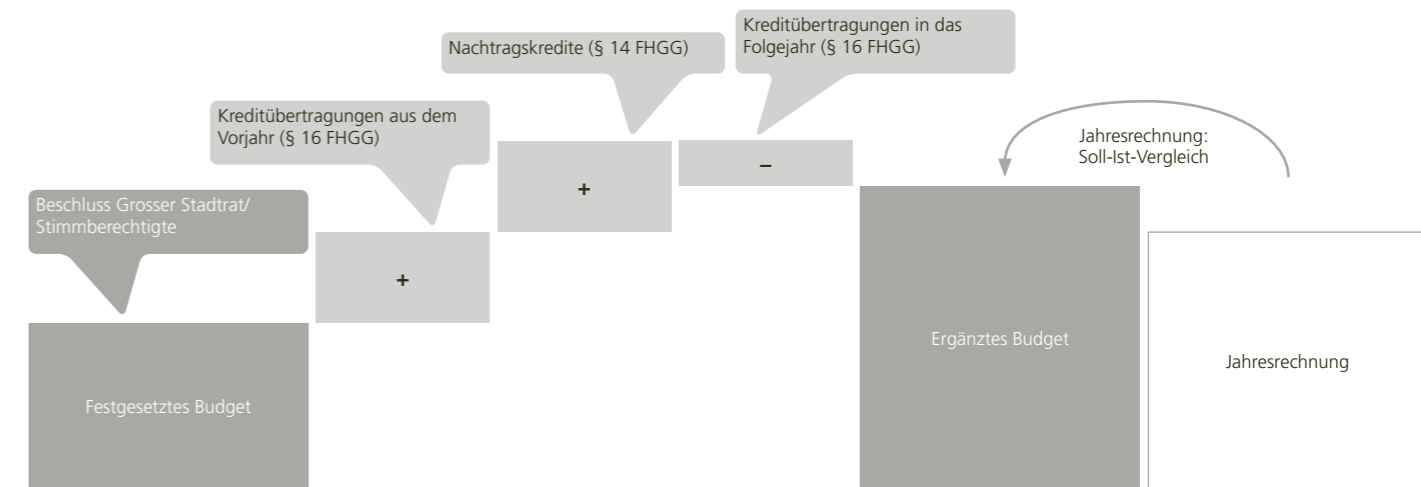 Kreditübertragungen in das
Folgejahr (§ 16 FHGG)
Nachtragskredite (§ 14 FHGG)
Kreditübertragungen aus dem
Vorjahr (§ 16 FHGG)
Jahresrechnung:
Soll-Ist-Vergleich
–
+
Beschluss Grosser Stadtrat/
Stimmberechtigte
+
Ergänztes Budget
Jahresrechnung
Festgesetztes Budget